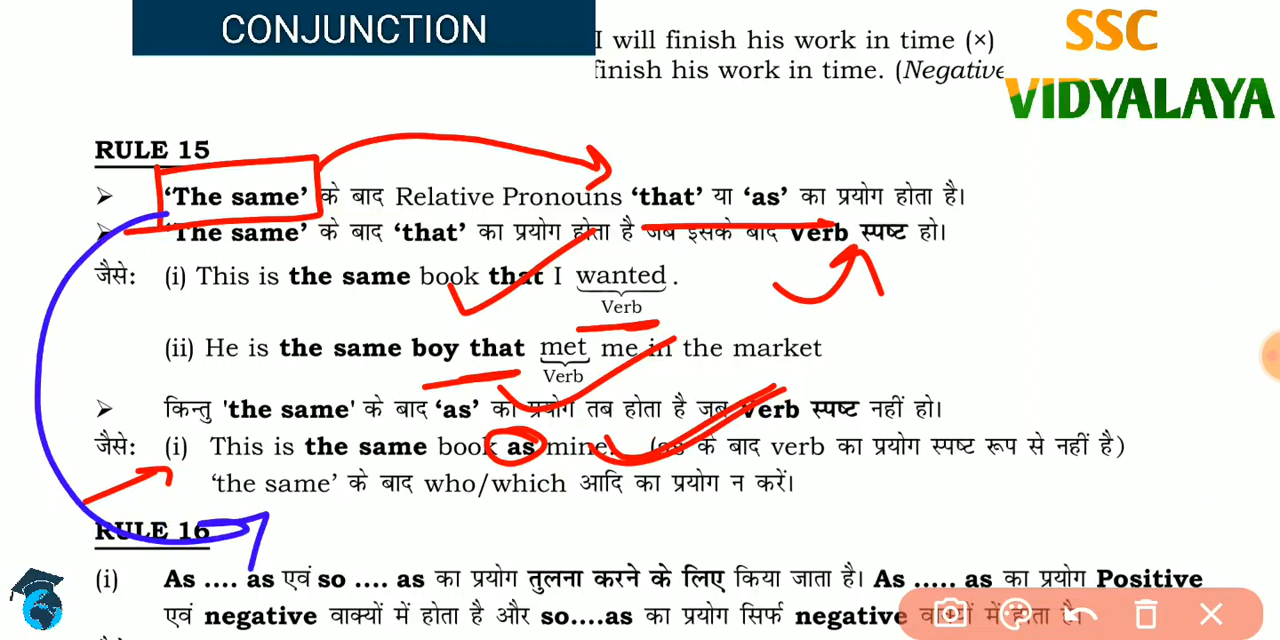 CONJUNCTION
SSC
VIDYALAYA
I will finish his work in time (×)
finish his work in time. (Negative
RULE 15
➢ 'The same' के बाद Relative Pronouns 'that' या 'as' का प्रयोग होता है।
➢ 'The same' के बाद 'that' का प्रयोग होता है जब इसके बाद Verb स्पष्ट हो।
जैसे: (i) This is the same book that I wanted.
Verb
(ii) He is the same boy that met me in the market
Verb
➢ किन्तु 'the same' के बाद 'as' का प्रयोग तब होता है जब Verb स्पष्ट नहीं हो।
जैसे: (i) This is the same book as mine. (as के बाद verb का प्रयोग स्पष्ट रूप से नहीं है)
'the same' के बाद who/which आदि का प्रयोग न करें।
RULE 16
(i) As .... as एवं so .... as का प्रयोग तुलना करने के लिए किया जाता है। As ..... as का प्रयोग Positive
एवं negative वाक्यों में होता है और so....as का प्रयोग सिर्फ negative वाक्यों में होता है।